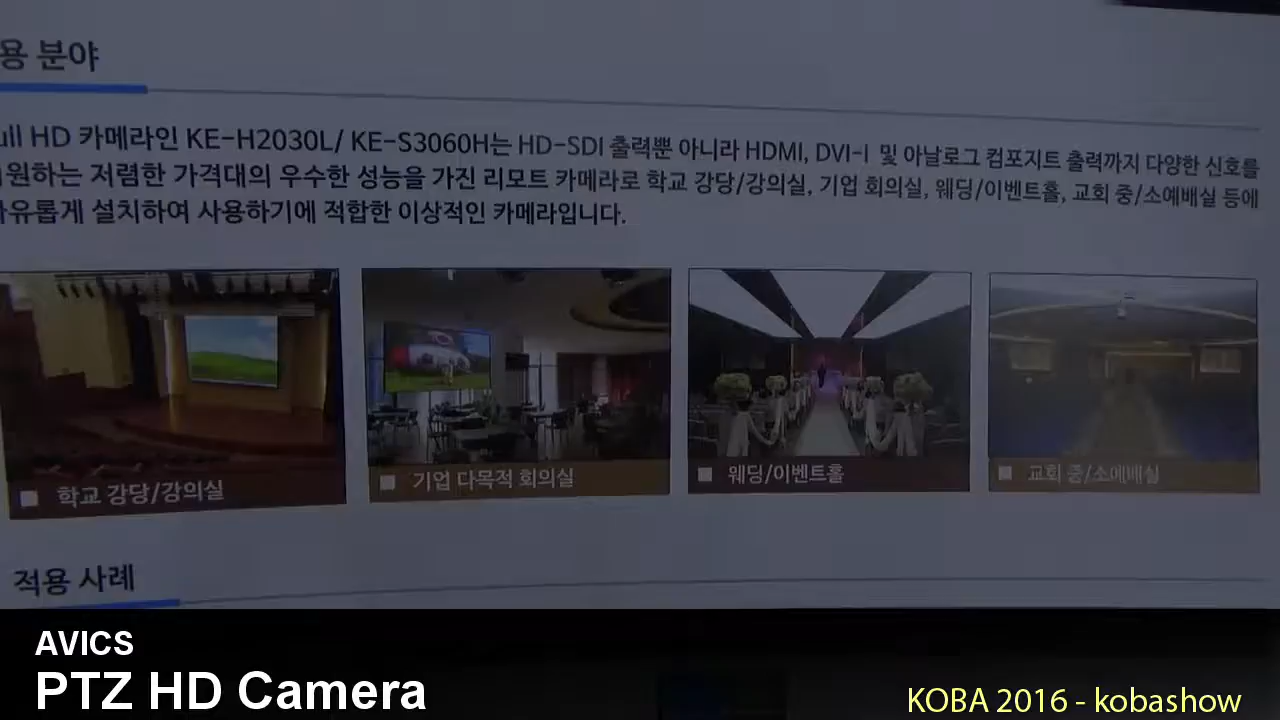 용 분야
ull HD 카메라인 KE-H2030L/ KE-S3060H는 HD-SDI 출력뿐 아니라 HDMI, DVI-I 및 아날로그 컴포지트 출력까지 다양한 신호를
원하는 저렴한 가격대의 우수한 성능을 가진 리모트 카메라로 학교 강당/강의실, 기업 회의실, 웨딩/이벤트홀, 교회 중/소예배실 등에
유롭게 설치하여 사용하기에 적합한 이상적인 카메라입니다.
학교 강당/강의실
기업 다목적 회의실
웨딩/이벤트홀
교회 중/소예배실
적용 사례
AVICS
PTZ HD Camera
KOBA 2016 - kobashow